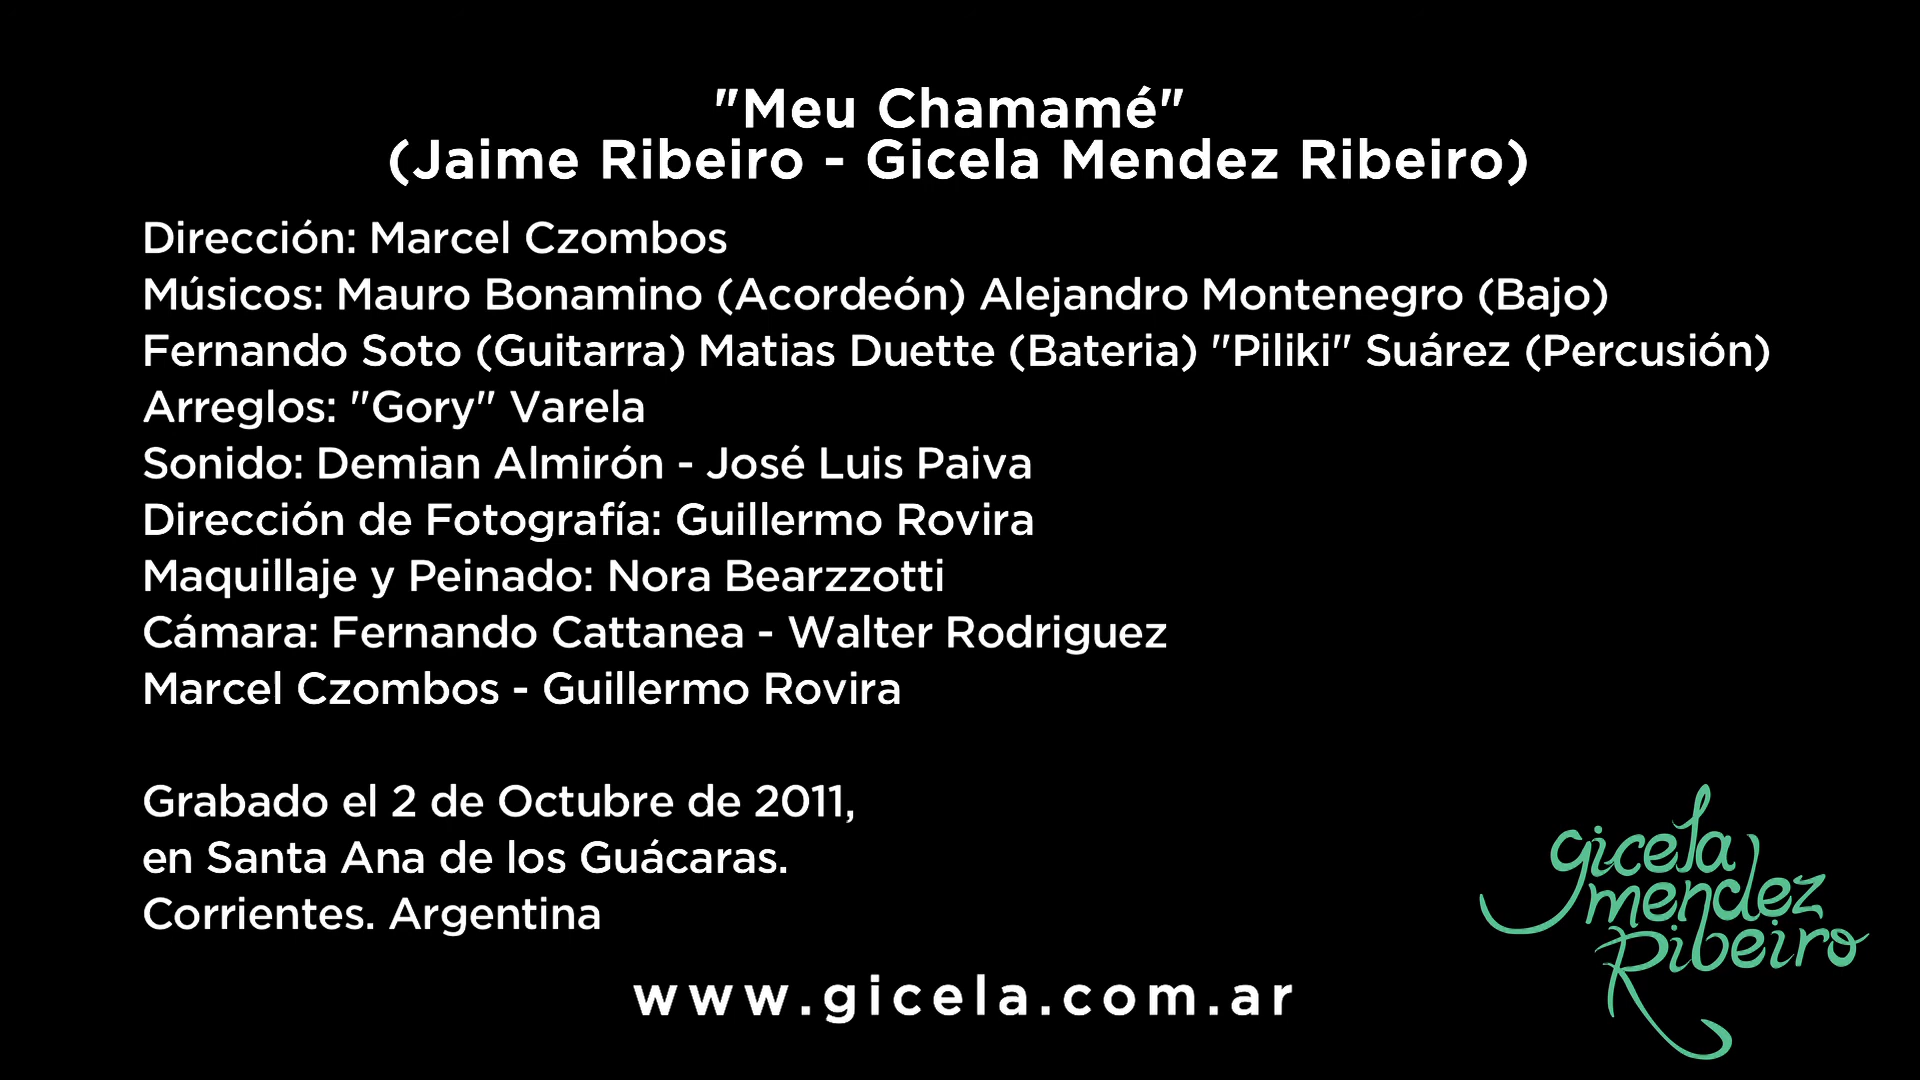 "Meu Chamamé"
(Jaime Ribeiro - Gicela Mendez Ribeiro)
Dirección: Marcel Czombos
Músicos: Mauro Bonamino (Acordeón) Alejandro Montenegro (Bajo)
Fernando Soto (Guitarra) Matias Duette (Bateria) "Piliki" Suárez (Percusión)
Arreglos: "Gory" Varela
Sonido: Demian Almirón - José Luis Paiva
Dirección de Fotografía: Guillermo Rovira
Maquillaje y Peinado: Nora Bearzzotti
Cámara: Fernando Cattanea - Walter Rodriguez
Marcel Czombos - Guillermo Rovira
Grabado el 2 de Octubre de 2011,
en Santa Ana de los Guácaras.
Corrientes. Argentina
gicela
mendez
Ribeiro
www.gicela.com.ar